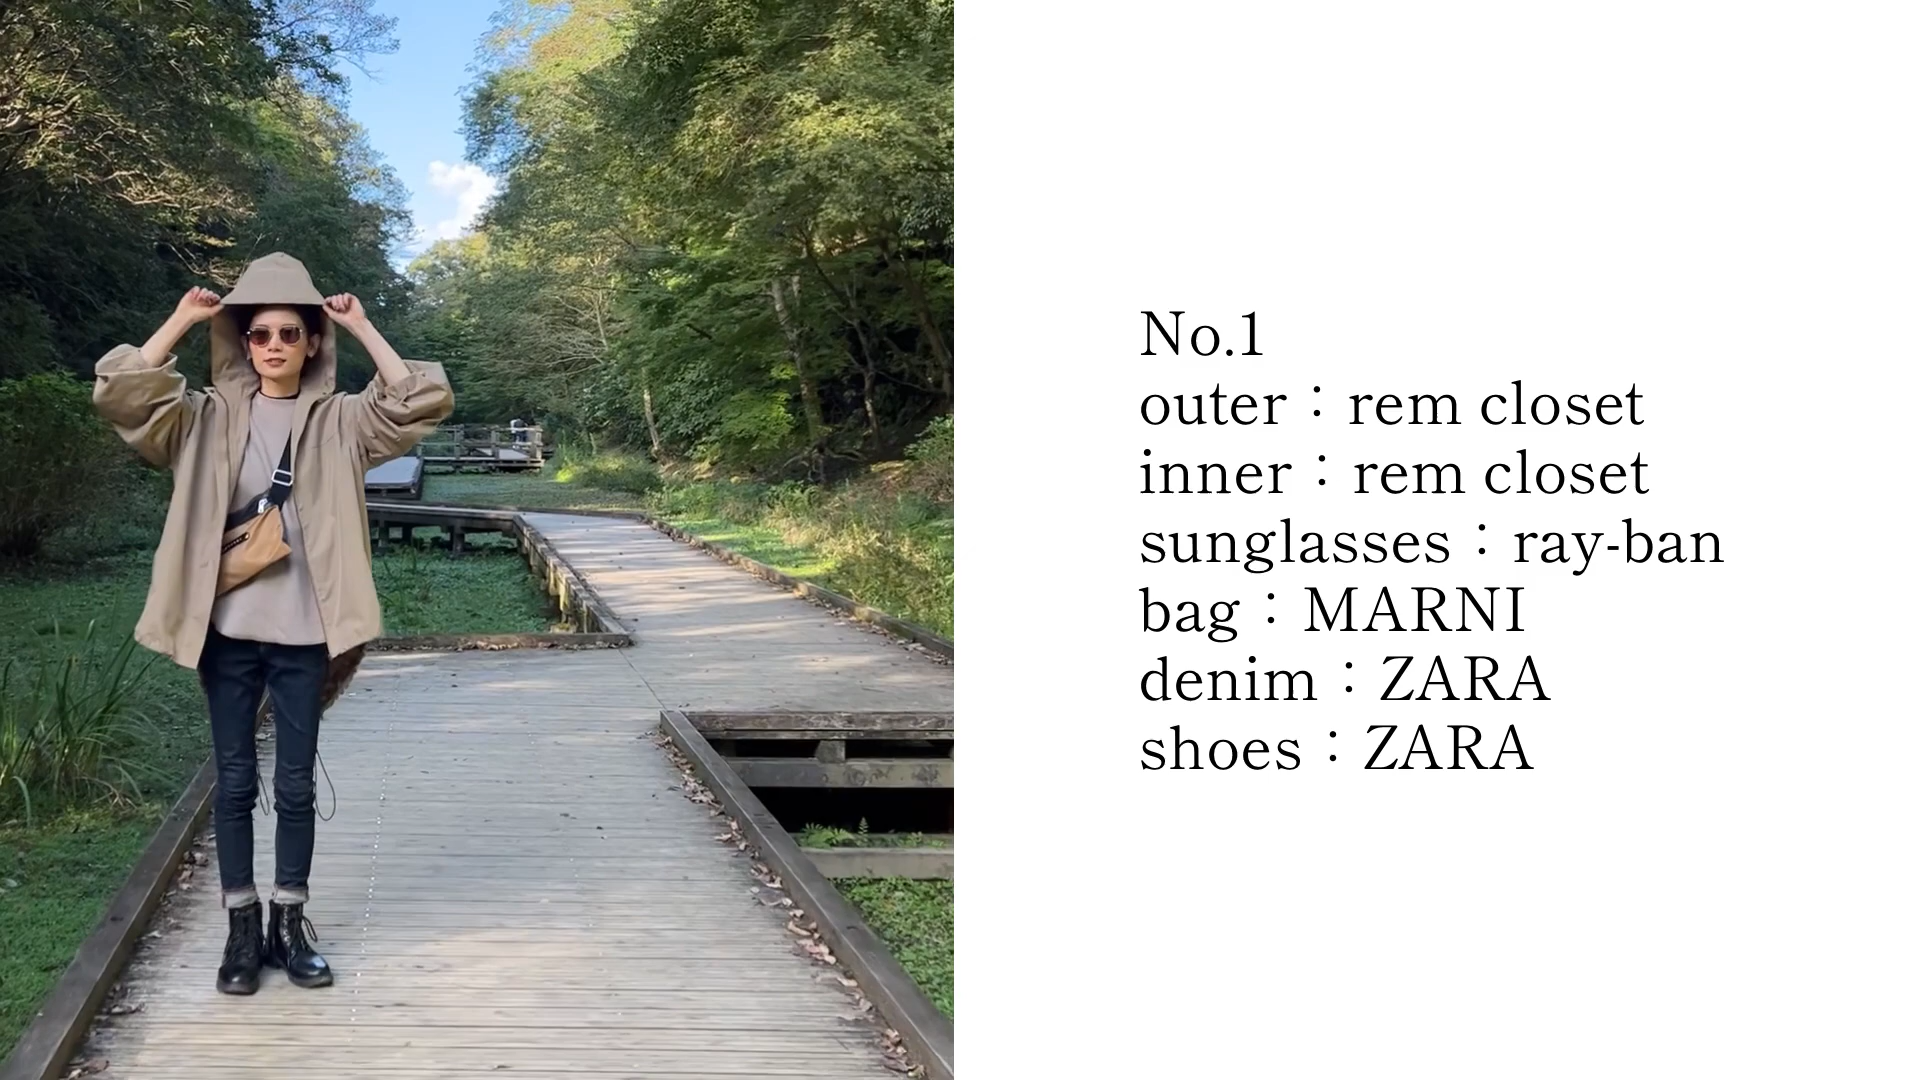 No.1
outer：rem closet
inner：rem closet
sunglasses：ray-ban
bag：MARNI
denim：ZARA
shoes：ZARA